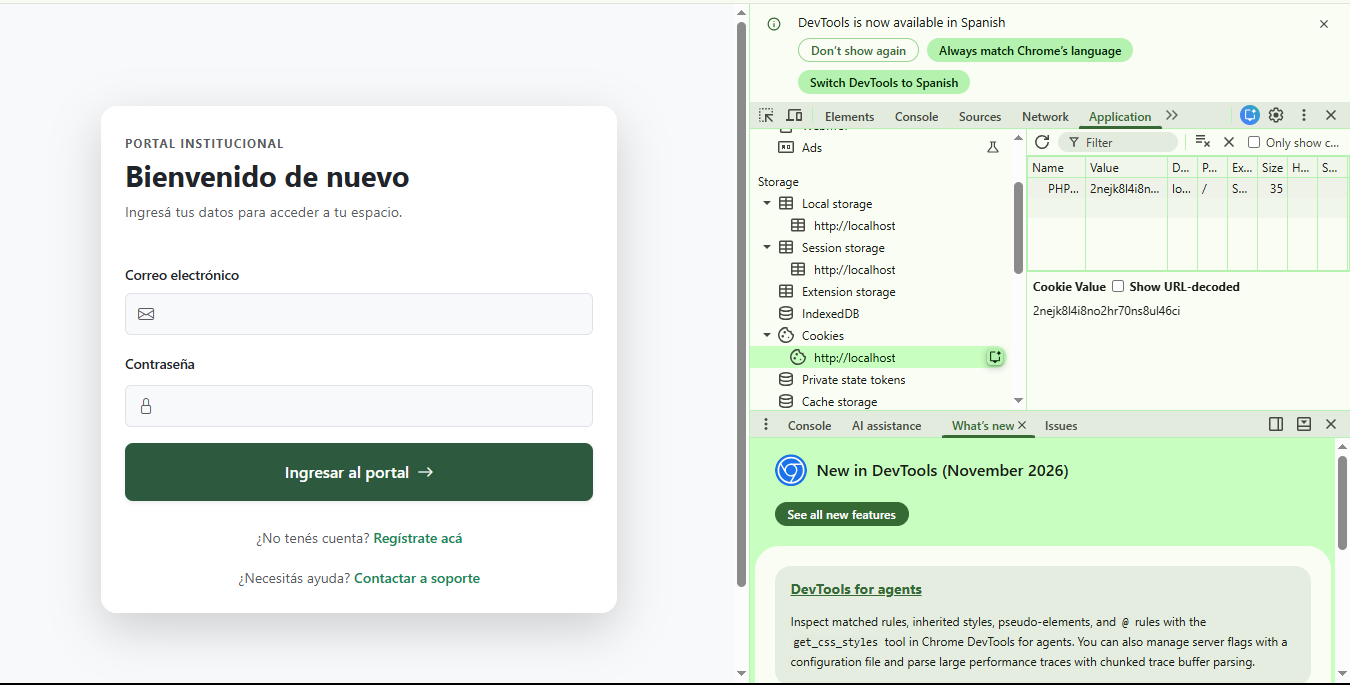 PORTAL INSTITUCIONAL
Bienvenido de nuevo
Ingresá tus datos para acceder a tu espacio.
Correo electrónico
Contraseña
Ingresar al portal →
¿No tenés cuenta? Regístrate acá
¿Necesitás ayuda? Contactar a soporte
DevTools is now available in Spanish
Don't show again
Always match Chrome's language
Switch DevTools to Spanish
Elements Console Sources Network Application
Ads
Storage
Local storage
http://localhost
Session storage
http://localhost
Extension storage
IndexedDB
Cookies
http://localhost
Private state tokens
Cache storage
Filter
Only show c...
Name Value D... P... Ex... Size H... S...
PHP... 2nejk8l4i8n... lo... / S... 35
Cookie Value Show URL-decoded
2nejk8l4i8no2hr70ns8ul46ci
Console AI assistance What's new Issues
New in DevTools (November 2026)
See all new features
DevTools for agents
Inspect matched rules, inherited styles, pseudo-elements, and @ rules with the
get_css_styles tool in Chrome DevTools for agents. You can also manage server flags with a
configuration file and parse large performance traces with chunked trace buffer parsing.